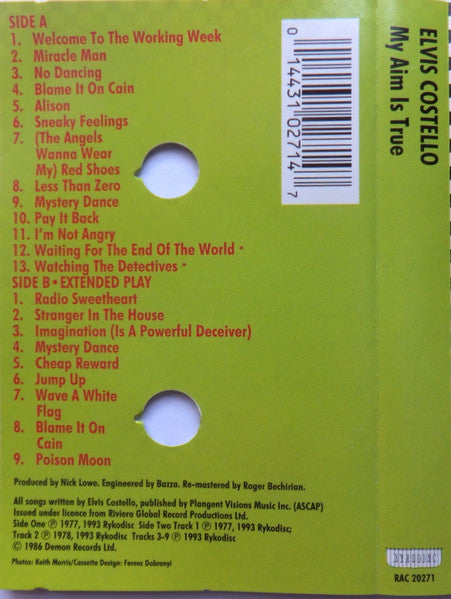 SIDE A
1. Welcome To The Working Week
2. Miracle Man
3. No Dancing
4. Blame It On Cain
5. Alison
6. Sneaky Feelings
7. (The Angels
Wanna Wear
My) Red Shoes
8. Less Than Zero
9. Mystery Dance
10. Pay It Back
11. I'm Not Angry
12. Waiting For The End Of The World *
13. Watching The Detectives *
SIDE B • EXTENDED PLAY
1. Radio Sweetheart
2. Stranger In The House
3. Imagination (Is A Powerful Deceiver)
4. Mystery Dance
5. Cheap Reward
6. Jump Up
7. Wave A White
Flag
8. Blame It On
Cain
9. Poison Moon
Produced by Nick Lowe. Engineered by Bazza. Re-mastered by Roger Bechirian.
All songs written by Elvis Costello, published by Plangent Visions Music Inc. (ASCAP)
Issued under licence from Riviera Global Record Productions Ltd.
Side One ℗ 1977, 1993 Rykodisc Side Two Track 1 ℗ 1977, 1993 Rykodisc;
Track 2 ℗ 1978, 1993 Rykodisc Tracks 3-9 ℗ 1993 Rykodisc
© 1986 Demon Records Ltd.
Photos: Keith Morris/Cassette Design: Ferenc Dobronyi
0 14431 02714 7
ELVIS COSTELLO
My Aim Is True
RYKODISC
RAC 20271